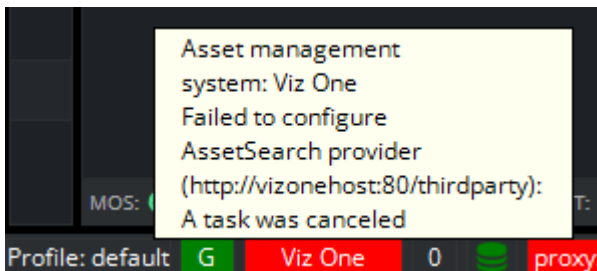 Asset management
system: Viz One
Failed to configure
AssetSearch provider
(http://vizonehost:80/thirdparty):
A task was canceled
MOS:
T:
Profile: default G Viz One 0 proxy